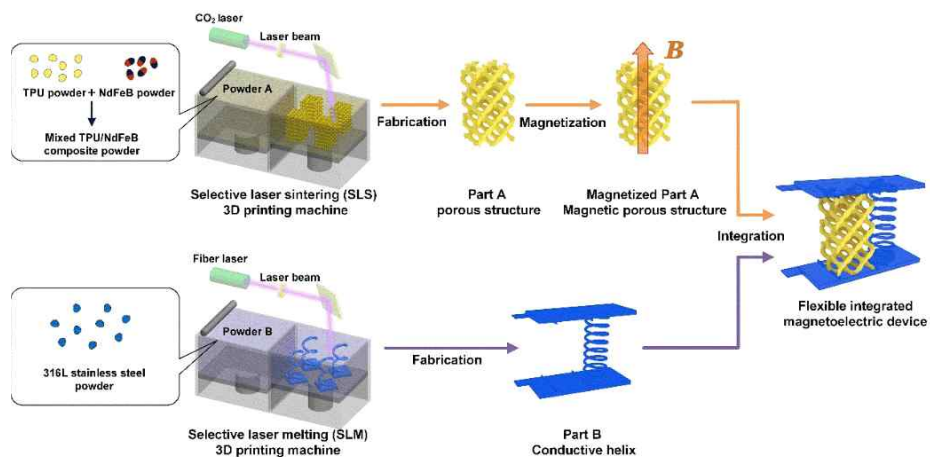 CO₂ laser
Laser beam
TPU powder + NdFeB powder
Mixed TPU/NdFeB
composite powder
Powder A
Selective laser sintering (SLS)
3D printing machine
Fabrication
Part A
porous structure
Magnetization
B
Magnetized Part A
Magnetic porous structure
Fiber laser
Laser beam
316L stainless steel
powder
Powder B
Selective laser melting (SLM)
3D printing machine
Fabrication
Part B
Conductive helix
Integration
Flexible integrated
magnetoelectric device